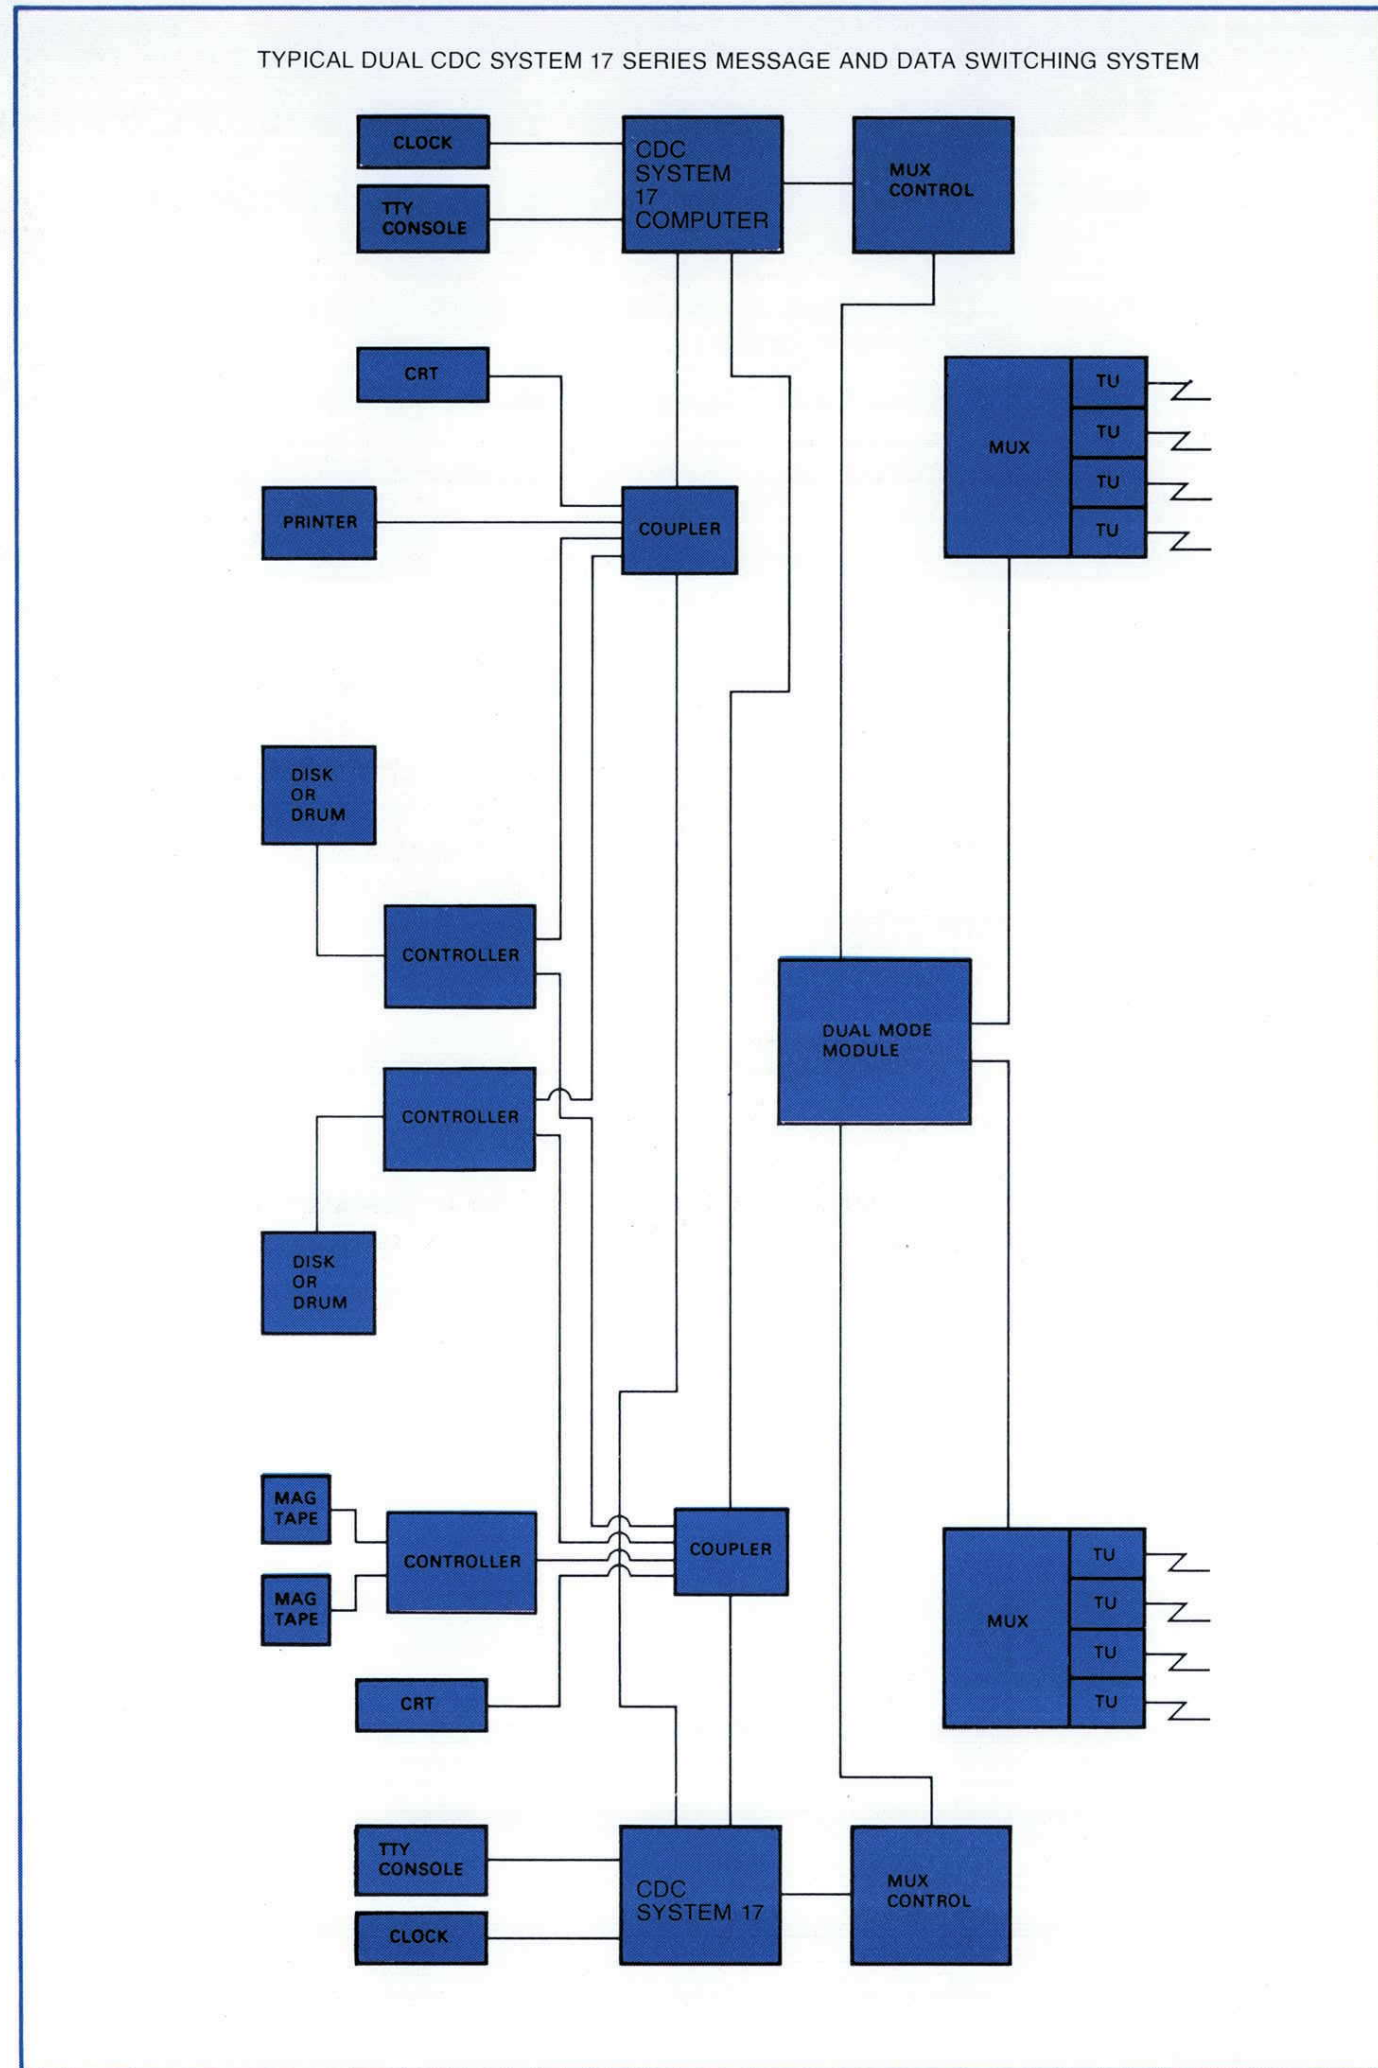 TYPICAL DUAL CDC SYSTEM 17 SERIES MESSAGE AND DATA SWITCHING SYSTEM
CLOCK
TTY
CONSOLE
CDC
SYSTEM
17
COMPUTER
MUX
CONTROL
CRT
PRINTER
COUPLER
MUX
TU
TU
TU
TU
DISK
OR
DRUM
CONTROLLER
DUAL MODE
MODULE
CONTROLLER
DISK
OR
DRUM
MAG
TAPE
MAG
TAPE
CONTROLLER
COUPLER
MUX
TU
TU
TU
TU
CRT
TTY
CONSOLE
CLOCK
CDC
SYSTEM 17
MUX
CONTROL